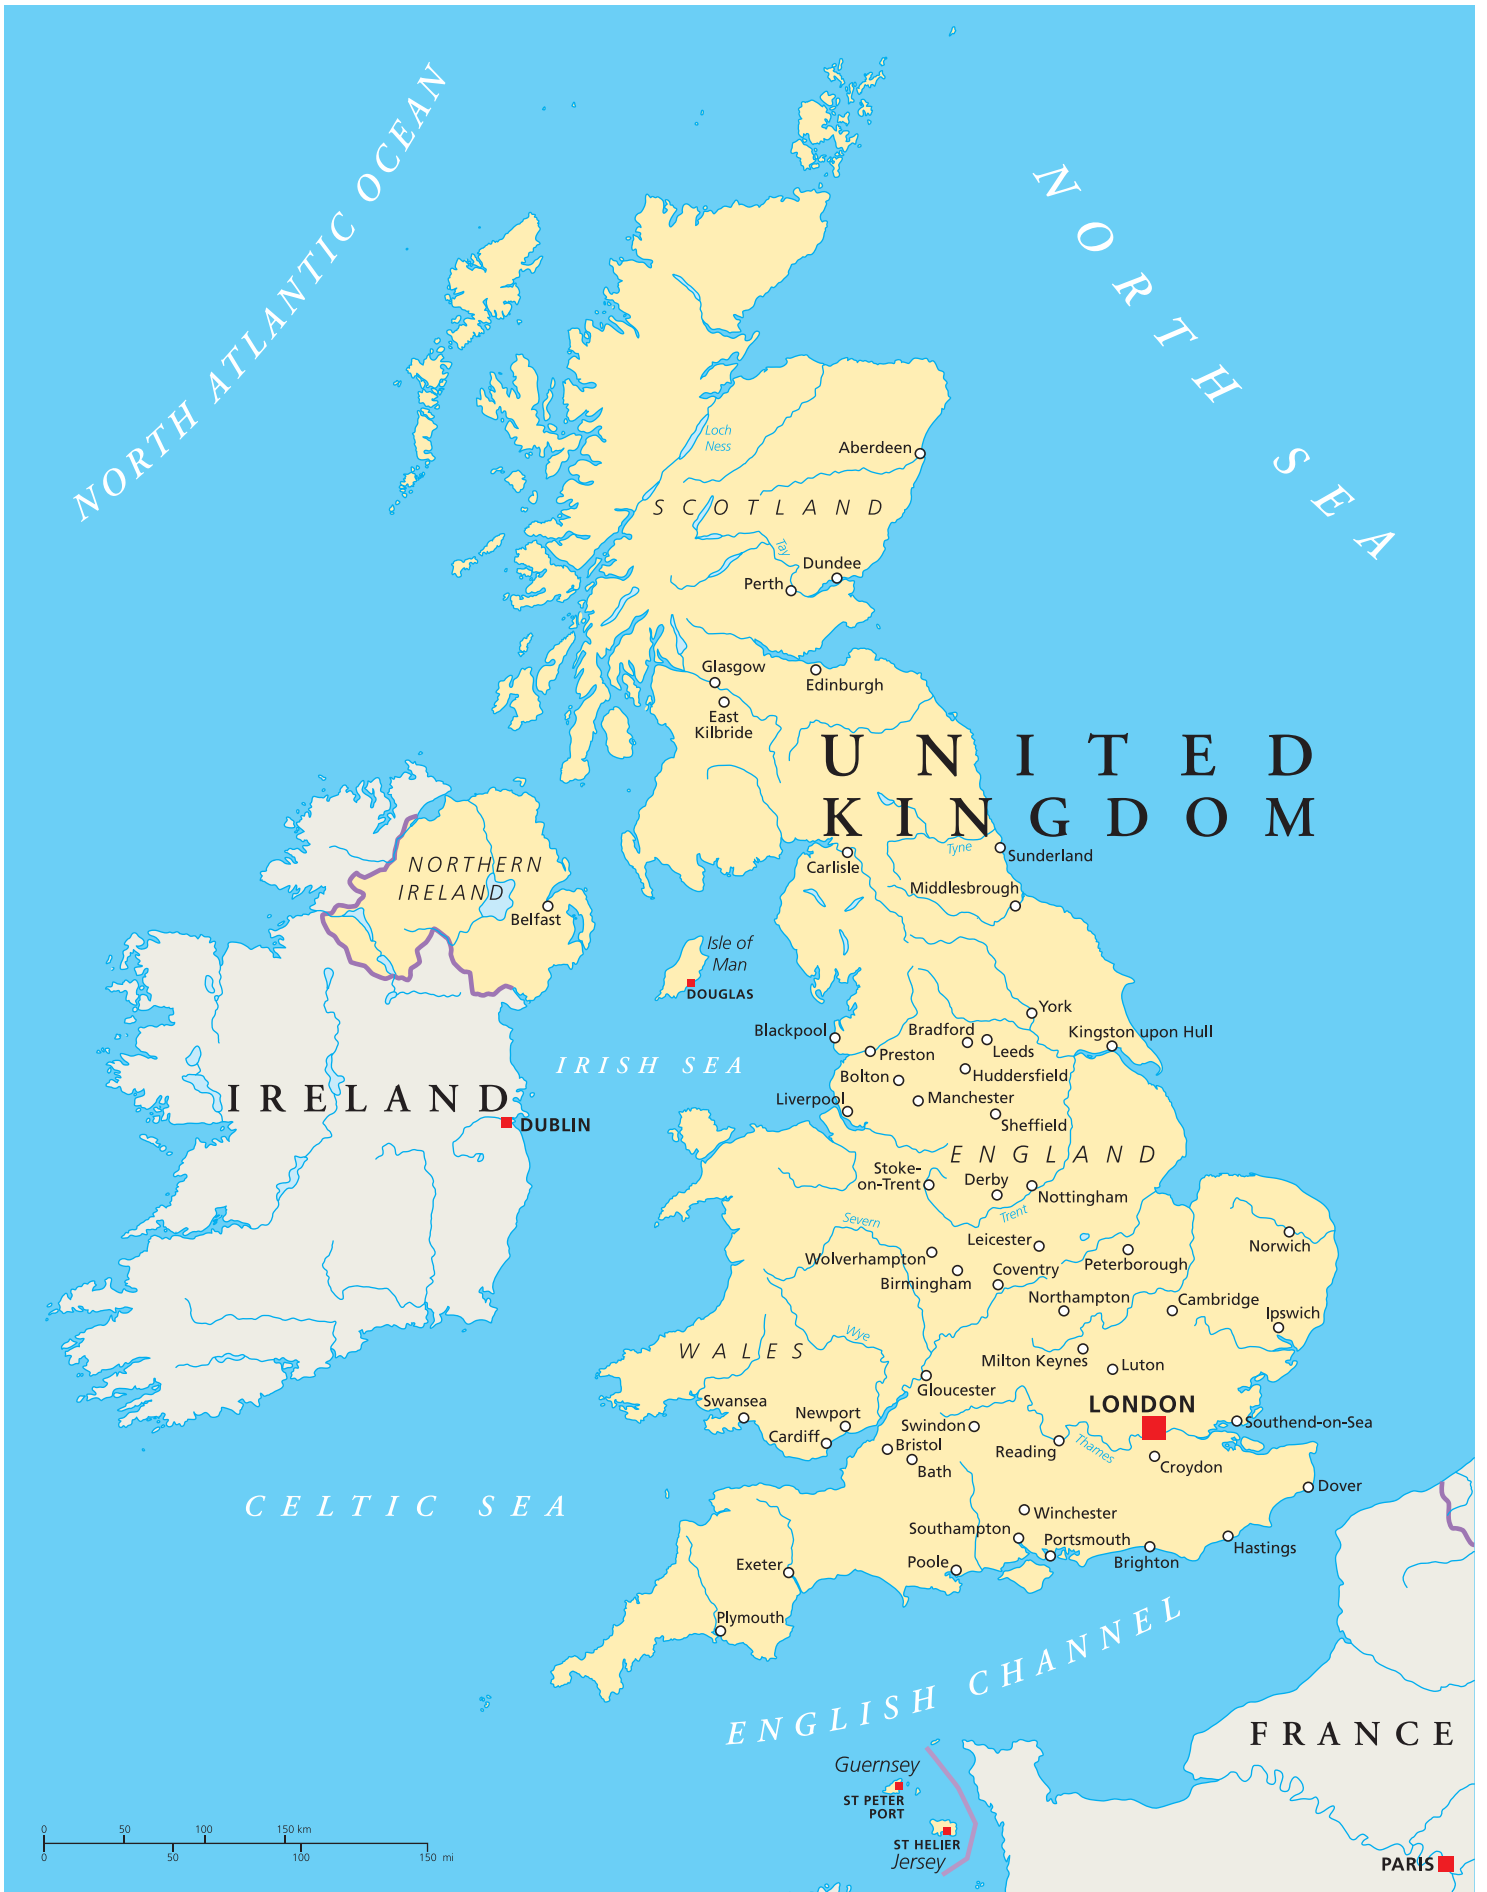 NORTH ATLANTIC OCEAN
NORTH SEA
Loch
Ness
Aberdeen
SCOTLAND
Tay
Dundee
Perth
Glasgow
Edinburgh
East
Kilbride
UNITED
KINGDOM
NORTHERN
IRELAND
Belfast
Tyne
Sunderland
Carlisle
Middlesbrough
Isle of
Man
DOUGLAS
York
Blackpool
Bradford
Kingston upon Hull
Preston
Leeds
IRISH SEA
Bolton
Huddersfield
IRELAND
Liverpool
Manchester
DUBLIN
Sheffield
ENGLAND
Stoke-
on-Trent
Derby
Nottingham
Severn
Trent
Leicester
Norwich
Wolverhampton
Peterborough
Birmingham
Coventry
Northampton
Cambridge
Ipswich
Wye
WALES
Milton Keynes
Luton
Gloucester
Swansea
LONDON
Newport
Swindon
Southend-on-Sea
Cardiff
Bristol
Reading
Thames
Bath
Croydon
Dover
CELTIC SEA
Winchester
Southampton
Portsmouth
Hastings
Poole
Brighton
Exeter
Plymouth
ENGLISH CHANNEL
FRANCE
Guernsey
ST PETER
PORT
ST HELIER
Jersey
PARIS
0 50 100 150 km
0 50 100 150 mi